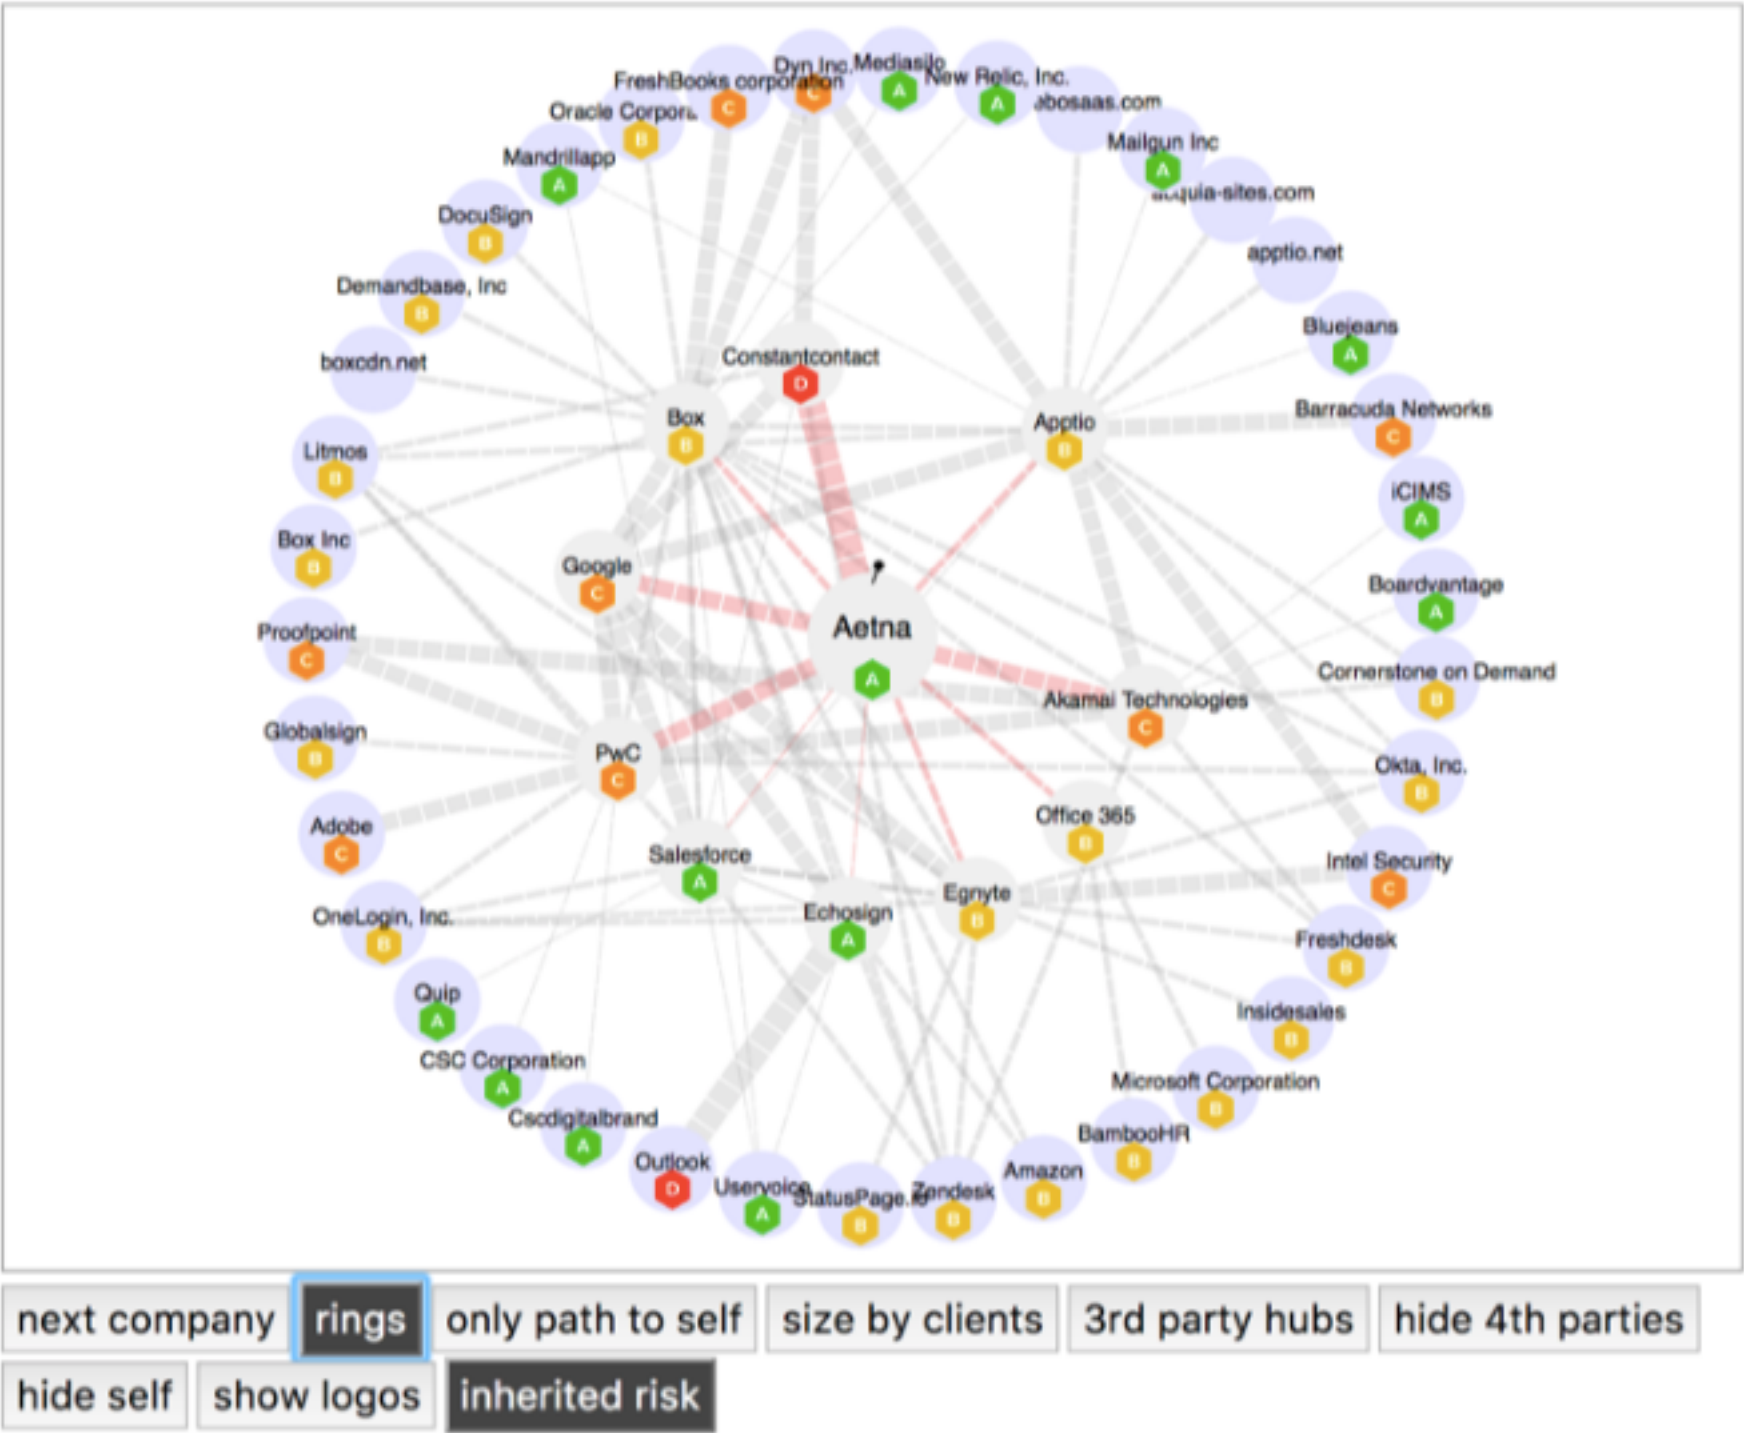 Dyn Inc.
Mediasilo
A
New Relic, Inc.
A
FreshBooks corporation
C
C
Oracle
B
Mailgun Inc
A
Mandrillapp
A
apptio.net
DocuSign
B
Demandbase, Inc
B
Bluejeans
A
boxcdn.net
Constantcontact
D
Box
B
Apptio
B
Barracuda Networks
C
Litmos
B
iCIMS
A
Box Inc
B
Google
C
Boardvantage
A
Proofpoint
C
Aetna
A
Cornerstone on Demand
B
Akamai Technologies
C
Globalsign
B
PwC
C
Okta, Inc.
B
Adobe
C
Office 365
B
Salesforce
A
Intel Security
C
OneLogin, Inc.
B
Echosign
A
Egnyte
B
Freshdesk
B
Quip
A
Insidesales
B
CSC Corporation
A
Microsoft Corporation
B
Cscdigitalbrand
A
BambooHR
B
Outlook
D
Uservoice
A
B
Zendesk
B
Amazon
B
next company
rings
only path to self
size by clients
3rd party hubs
hide 4th parties
hide self
show logos
inherited risk